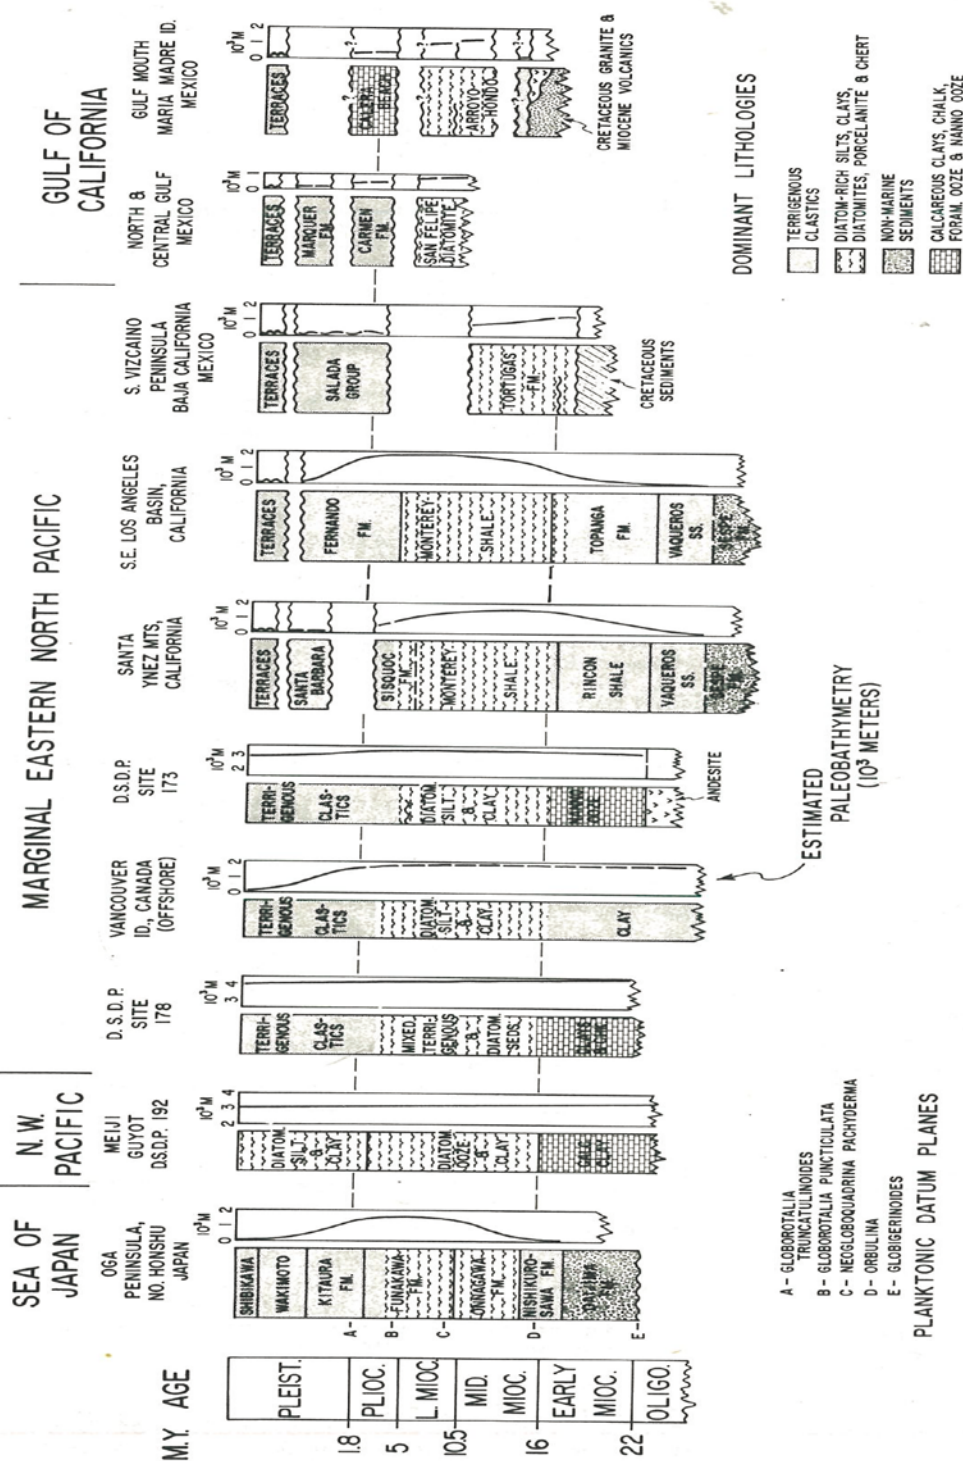 SEA OF
JAPAN
N.W.
PACIFIC
MARGINAL EASTERN NORTH PACIFIC
GULF OF
CALIFORNIA
OGA
PENINSULA,
NO. HONSHU
JAPAN
MEIJI
GUYOT
D.S.D.P. 192
D.S.D.P.
SITE
178
VANCOUVER
ID., CANADA
(OFFSHORE)
D.S.D.P.
SITE
173
SANTA
YNEZ MTS,
CALIFORNIA
S.E. LOS ANGELES
BASIN,
CALIFORNIA
S. VIZCAINO
PENINSULA
BAJA CALIFORNIA
MEXICO
NORTH &
CENTRAL GULF
MEXICO
GULF MOUTH
MARIA MADRE ID.
MEXICO
M.Y. AGE
PLEIST.
1.8
PLIOC.
5
L. MIOC.
10.5
MID.
MIOC.
16
EARLY
MIOC.
22
OLIGO.
SHIBIKAWA
WAKIMOTO
KITAURA
FM.
FUNAKAWA
FM.
ONNAGAWA
FM.
NISHIKURO-
SAWA FM.
FM.
A-
B-
C-
D-
E-
10³M
0 1 2
DIATOM.
SILT
&
CLAY
DIATOM.
OOZE
&
CLAY
CLAY
10³M
2 3 4
TERRI-
GENOUS
CLAS-
TICS
MIXED
TERRI-
GENOUS
&
DIATOM.
SEDS.
10³M
3 4
TERRI-
GENOUS
CLAS-
TICS
DIATOM.
SILT
&
CLAY
CLAY
10³M
0 1 2
TERRI-
GENOUS
CLAS-
TICS
DIATOM.
SILT
&
CLAY
NANNO
OOZE
ANDESITE
10³M
2 3
TERRACES
SANTA
BARBARA
SISQUOC
FM.
MONTEREY
SHALE
RINCON
SHALE
VAQUEROS
SS.
SESPE
FM.
10³M
0 1 2
TERRACES
FERNANDO
FM.
MONTEREY
SHALE
TOPANGA
FM.
VAQUEROS
SS.
SESPE
FM.
10³M
0 1 2
TERRACES
SALADA
GROUP
TORTUGAS
FM.
CRETACEOUS
SEDIMENTS
10³M
0 1 2
TERRACES
MARQUER
FM.
CARMEN
FM.
SAN FELIPE
DIATOMITE
10³M
0 1
TERRACES
ARROYO
HONDO
CRETACEOUS GRANITE &
MIOCENE VOLCANICS
10³M
0 1 2
ESTIMATED
PALEOBATHYMETRY
(10³ METERS)
A - GLOBOROTALIA
TRUNCATULINOIDES
B - GLOBOROTALIA PUNCTICULATA
C - NEOGLOBOQUADRINA PACHYDERMA
D - ORBULINA
E - GLOBIGERINOIDES
PLANKTONIC DATUM PLANES
DOMINANT LITHOLOGIES
TERRIGENOUS
CLASTICS
DIATOM-RICH SILTS, CLAYS,
DIATOMITES, PORCELANITE & CHERT
NON-MARINE
SEDIMENTS
CALCAREOUS CLAYS, CHALK,
FORAM. OOZE & NANNO OOZE